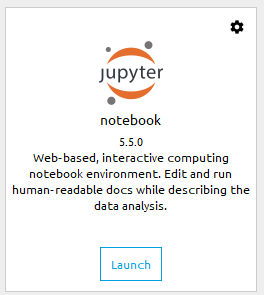 jupyter
notebook
5.5.0
Web-based, interactive computing
notebook environment. Edit and run
human-readable docs while describing the
data analysis.
Launch